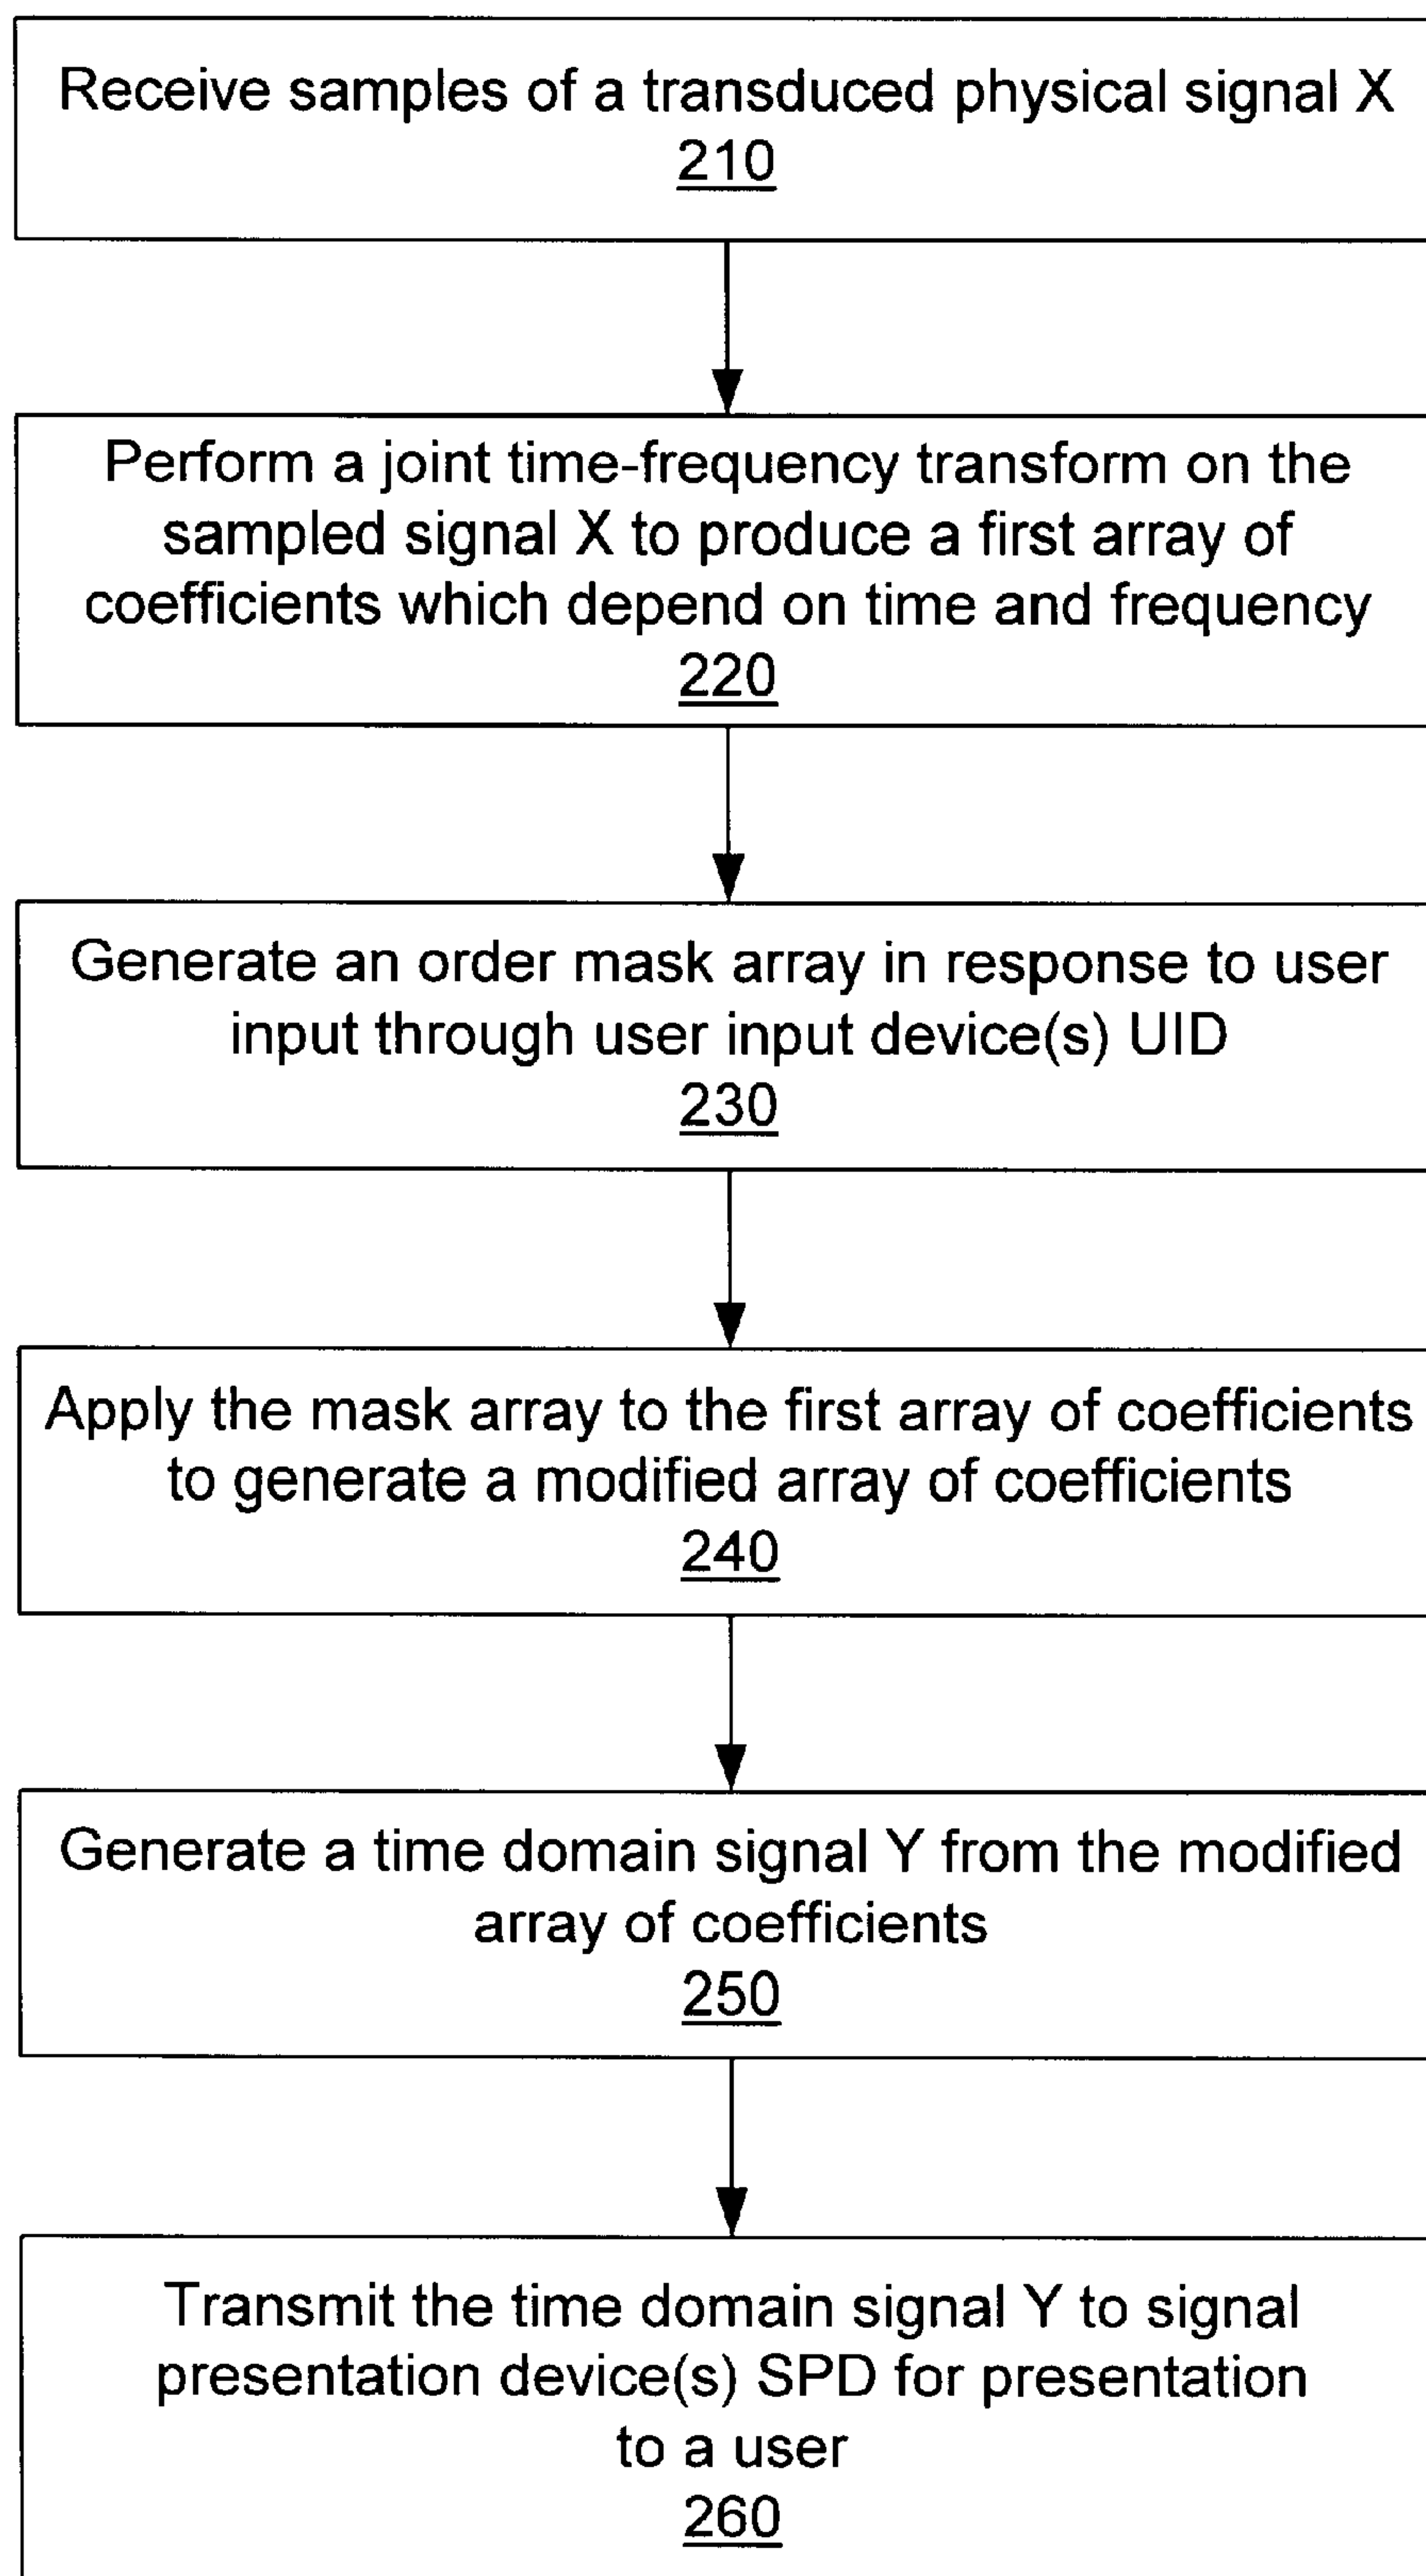 Receive samples of a transduced physical signal X
210
Perform a joint time-frequency transform on the
sampled signal X to produce a first array of
coefficients which depend on time and frequency
220
Generate an order mask array in response to user
input through user input device(s) UID
230
Apply the mask array to the first array of coefficients
to generate a modified array of coefficients
240
Generate a time domain signal Y from the modified
array of coefficients
250
Transmit the time domain signal Y to signal
presentation device(s) SPD for presentation
to a user
260